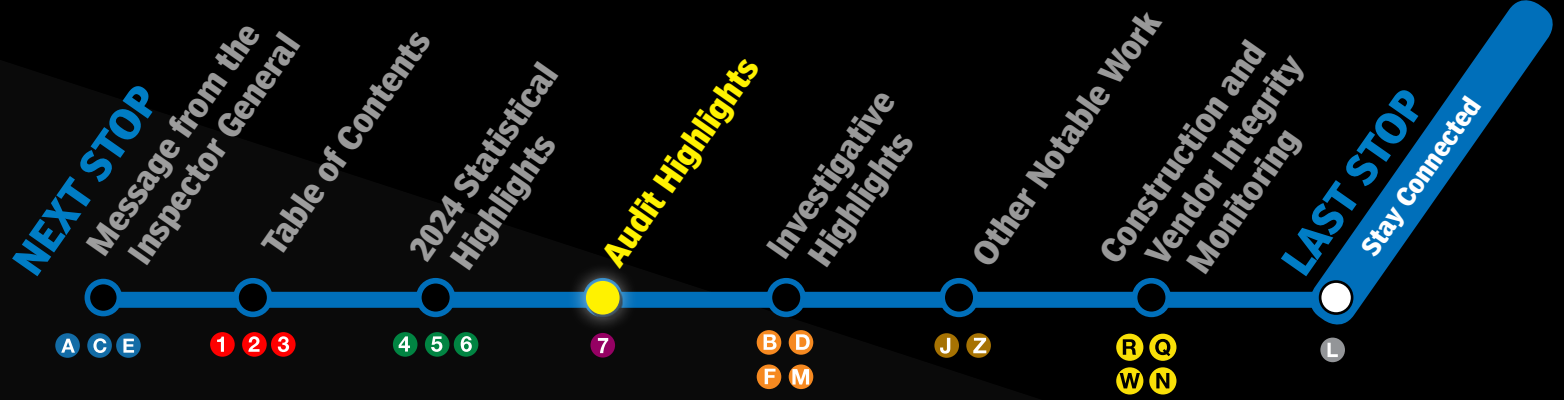 NEXT STOP
Message from the
Inspector General
Table of Contents
2024 Statistical
Highlights
Audit Highlights
Investigative
Highlights
Other Notable Work
Construction and
Vendor Integrity
Monitoring
LAST STOP
Stay Connected
A C E
1 2 3
4 5 6
7
B D
F M
J Z
R Q
W N
L